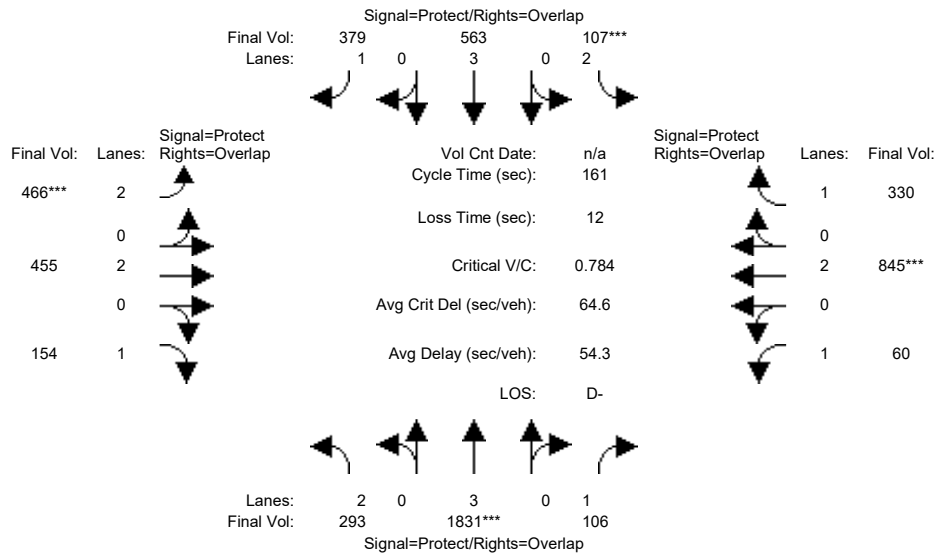 Signal=Protect/Rights=Overlap
Final Vol: 379 563 107***
Lanes: 1 0 3 0 2
Signal=Protect
Final Vol: Lanes: Rights=Overlap
Vol Cnt Date: n/a
Signal=Protect
Rights=Overlap Lanes: Final Vol:
Cycle Time (sec): 161
466*** 2
1 330
Loss Time (sec): 12
0
0
455 2
Critical V/C: 0.784
2 845***
0
Avg Crit Del (sec/veh): 64.6
0
154 1
Avg Delay (sec/veh): 54.3
1 60
LOS: D-
Lanes: 2 0 3 0 1
Final Vol: 293 1831*** 106
Signal=Protect/Rights=Overlap